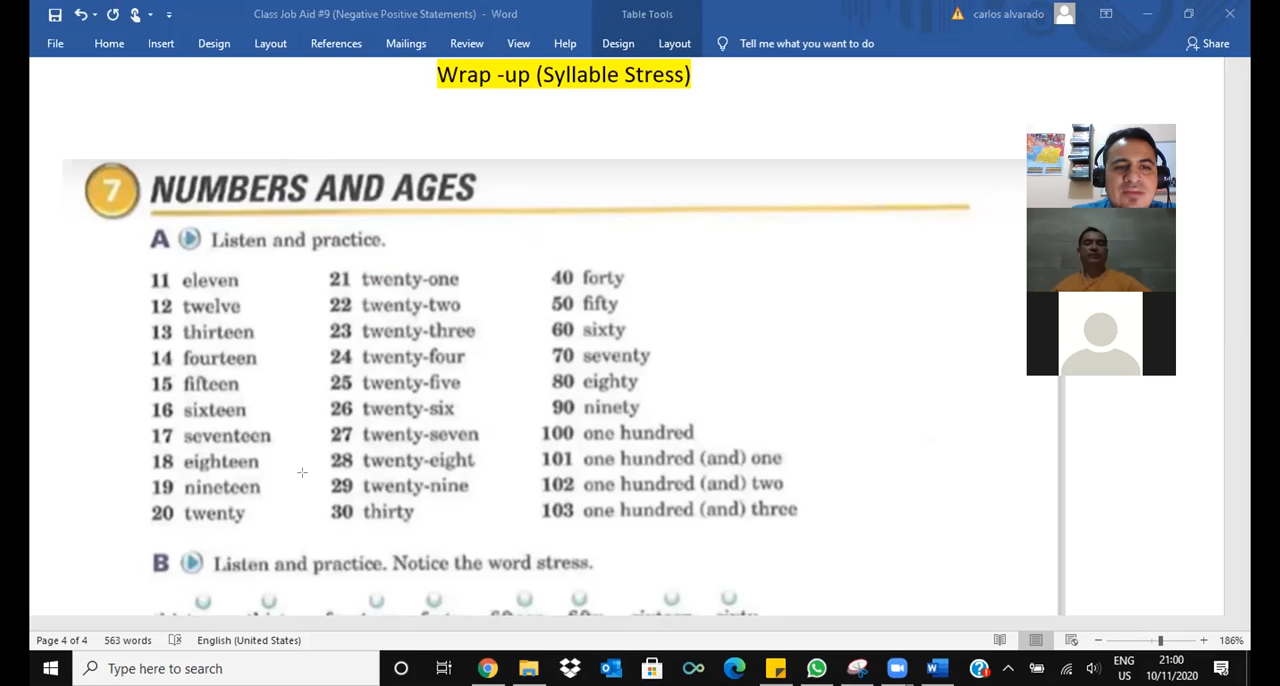 Class Job Aid #9 (Negative Positive Statements) - Word
Table Tools
carlos alvarado
File Home Insert Design Layout References Mailings Review View Help Design Layout Tell me what you want to do Share
Wrap -up (Syllable Stress)
7 NUMBERS AND AGES
A Listen and practice.
11 eleven 21 twenty-one 40 forty
12 twelve 22 twenty-two 50 fifty
13 thirteen 23 twenty-three 60 sixty
14 fourteen 24 twenty-four 70 seventy
15 fifteen 25 twenty-five 80 eighty
16 sixteen 26 twenty-six 90 ninety
17 seventeen 27 twenty-seven 100 one hundred
18 eighteen 28 twenty-eight 101 one hundred (and) one
19 nineteen 29 twenty-nine 102 one hundred (and) two
20 twenty 30 thirty 103 one hundred (and) three
B Listen and practice. Notice the word stress.
Page 4 of 4 563 words English (United States) 186%
Type here to search
ENG 21:00
US 10/11/2020